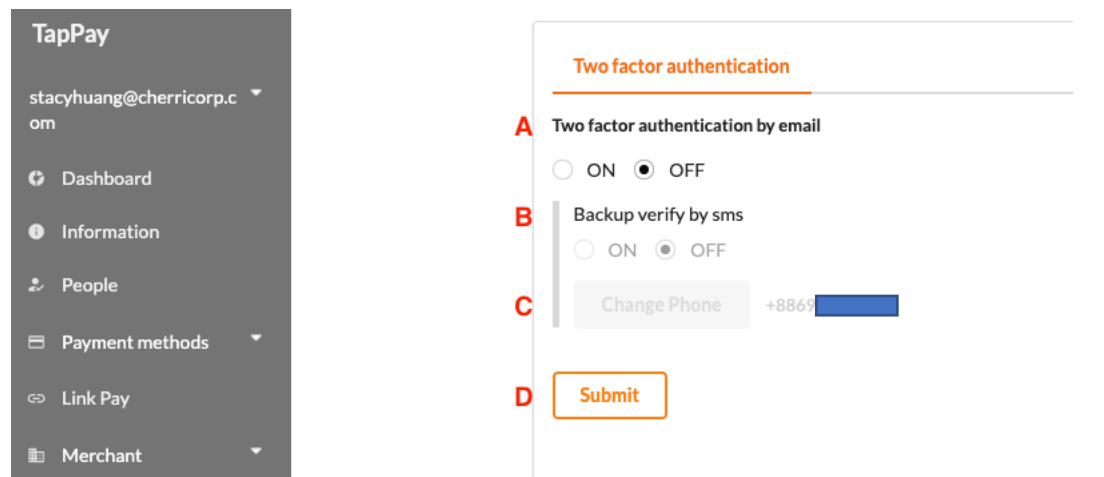 TapPay
stacyhuang@cherricorp.c
om
Dashboard
Information
People
Payment methods
Link Pay
Merchant
Two factor authentication
A Two factor authentication by email
ON OFF
B Backup verify by sms
ON OFF
C Change Phone +8869
D Submit